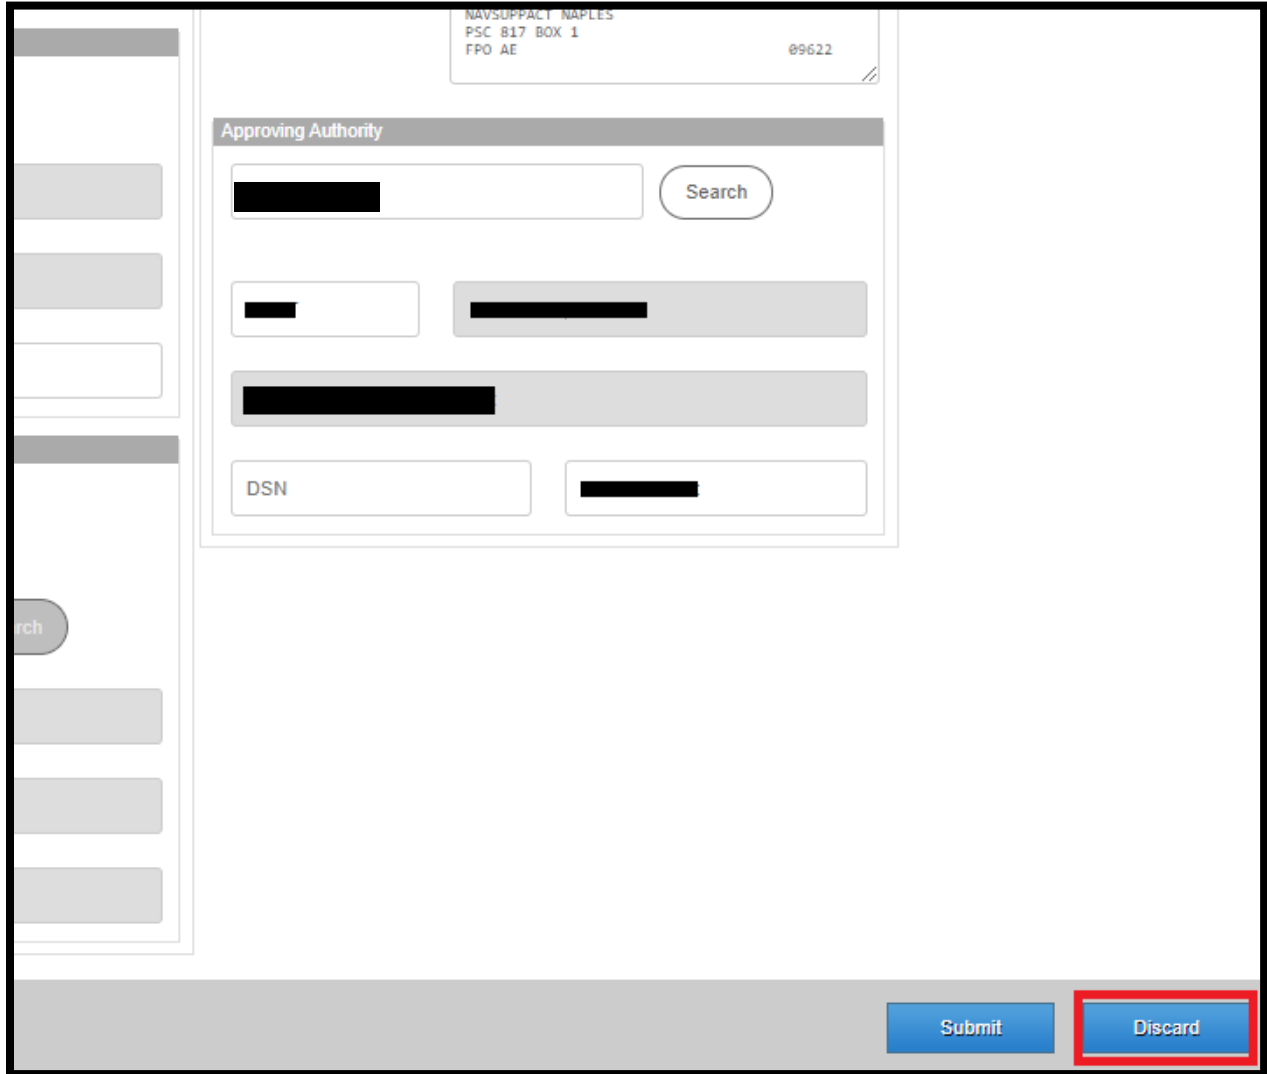 NAVSUPPACT NAPLES
PSC 817 BOX 1
FPO AE 09622
Approving Authority
Search
DSN
rch
Submit
Discard